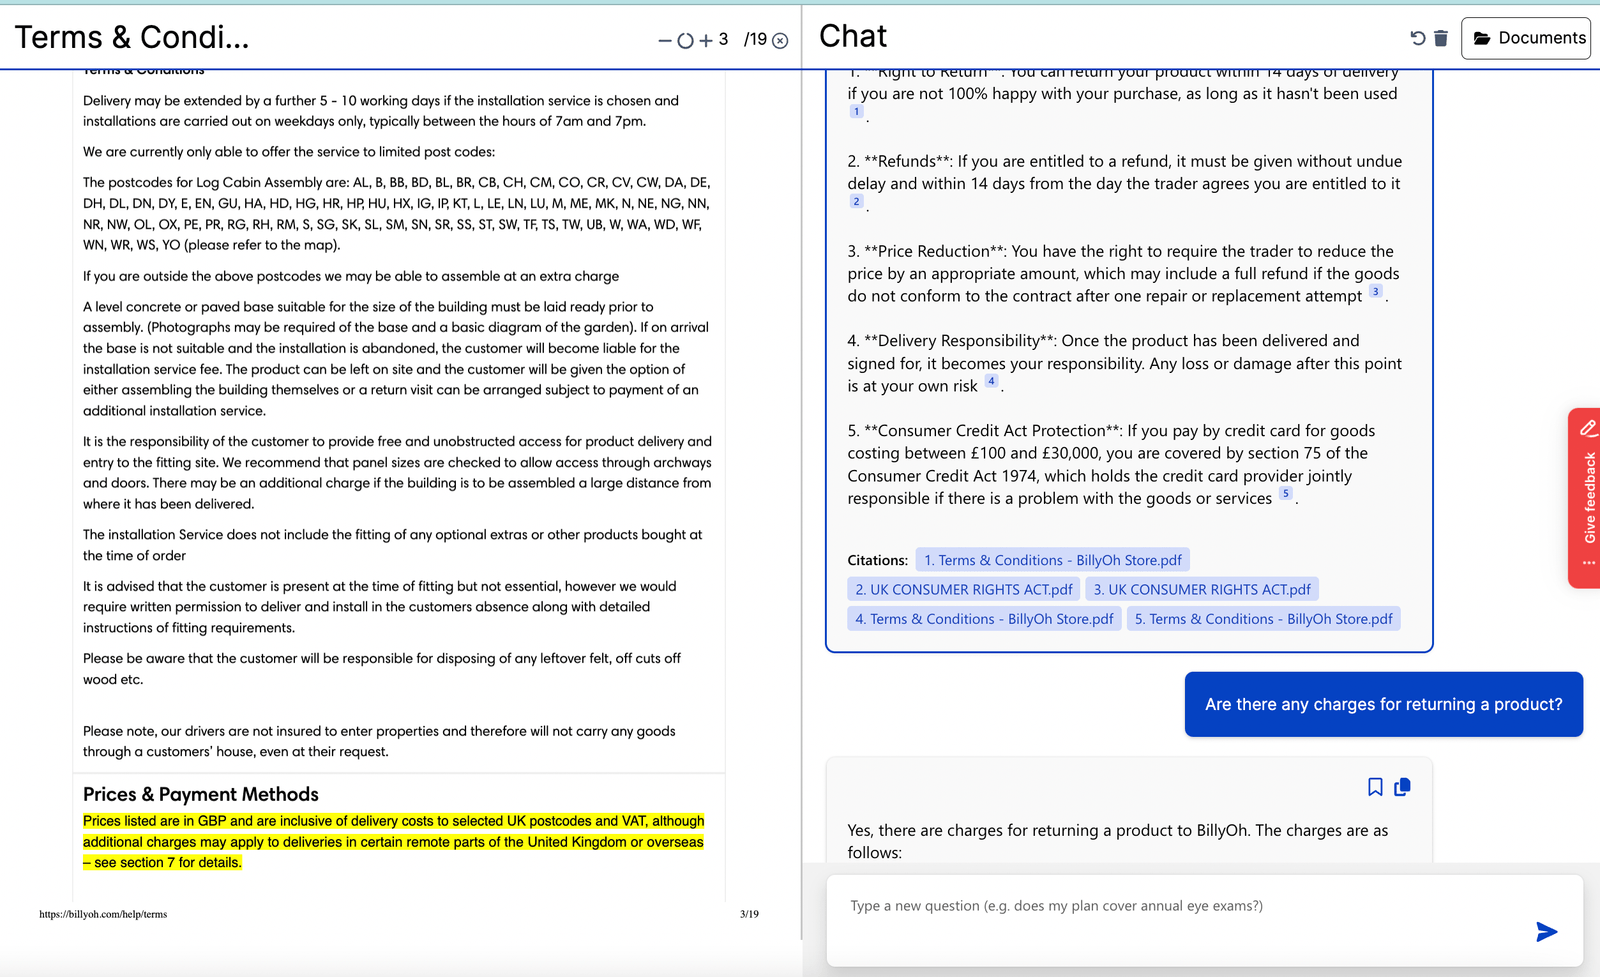 Terms & Condi...
3 /19
Terms & Conditions
Delivery may be extended by a further 5 - 10 working days if the installation service is chosen and
installations are carried out on weekdays only, typically between the hours of 7am and 7pm.
We are currently only able to offer the service to limited post codes:
The postcodes for Log Cabin Assembly are: AL, B, BB, BD, BL, BR, CB, CH, CM, CO, CR, CV, CW, DA, DE,
DH, DL, DN, DY, E, EN, GU, HA, HD, HG, HR, HP, HU, HX, IG, IP, KT, L, LE, LN, LU, M, ME, MK, N, NE, NG, NN,
NR, NW, OL, OX, PE, PR, RG, RH, RM, S, SG, SK, SL, SM, SN, SR, SS, ST, SW, TF, TS, TW, UB, W, WA, WD, WF,
WN, WR, WS, YO (please refer to the map).
If you are outside the above postcodes we may be able to assemble at an extra charge
A level concrete or paved base suitable for the size of the building must be laid ready prior to
assembly. (Photographs may be required of the base and a basic diagram of the garden). If on arrival
the base is not suitable and the installation is abandoned, the customer will become liable for the
installation service fee. The product can be left on site and the customer will be given the option of
either assembling the building themselves or a return visit can be arranged subject to payment of an
additional installation service.
It is the responsibility of the customer to provide free and unobstructed access for product delivery and
entry to the fitting site. We recommend that panel sizes are checked to allow access through archways
and doors. There may be an additional charge if the building is to be assembled a large distance from
where it has been delivered.
The installation Service does not include the fitting of any optional extras or other products bought at
the time of order
It is advised that the customer is present at the time of fitting but not essential, however we would
require written permission to deliver and install in the customers absence along with detailed
instructions of fitting requirements.
Please be aware that the customer will be responsible for disposing of any leftover felt, off cuts off
wood etc.
Please note, our drivers are not insured to enter properties and therefore will not carry any goods
through a customers' house, even at their request.
Prices & Payment Methods
Prices listed are in GBP and are inclusive of delivery costs to selected UK postcodes and VAT, although
additional charges may apply to deliveries in certain remote parts of the United Kingdom or overseas
– see section 7 for details.
https://billyoh.com/help/terms
3/19
Chat
Documents
1. **Right to Return**: You can return your product within 14 days of delivery
if you are not 100% happy with your purchase, as long as it hasn't been used
1 .
2. **Refunds**: If you are entitled to a refund, it must be given without undue
delay and within 14 days from the day the trader agrees you are entitled to it
2 .
3. **Price Reduction**: You have the right to require the trader to reduce the
price by an appropriate amount, which may include a full refund if the goods
do not conform to the contract after one repair or replacement attempt 3 .
4. **Delivery Responsibility**: Once the product has been delivered and
signed for, it becomes your responsibility. Any loss or damage after this point
is at your own risk 4 .
5. **Consumer Credit Act Protection**: If you pay by credit card for goods
costing between £100 and £30,000, you are covered by section 75 of the
Consumer Credit Act 1974, which holds the credit card provider jointly
responsible if there is a problem with the goods or services 5 .
Citations: 1. Terms & Conditions - BillyOh Store.pdf
2. UK CONSUMER RIGHTS ACT.pdf 3. UK CONSUMER RIGHTS ACT.pdf
4. Terms & Conditions - BillyOh Store.pdf 5. Terms & Conditions - BillyOh Store.pdf
Are there any charges for returning a product?
Yes, there are charges for returning a product to BillyOh. The charges are as
follows:
Type a new question (e.g. does my plan cover annual eye exams?)
Give feedback